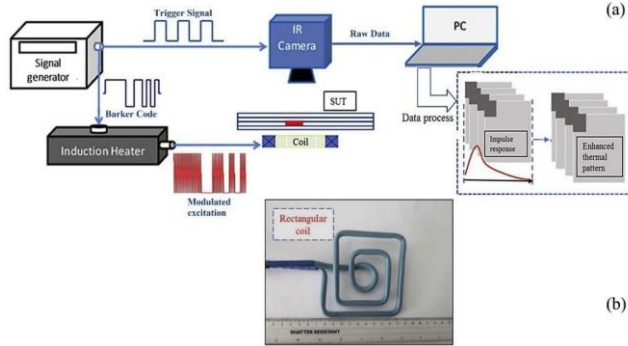 (a)
Trigger Signal
Signal
generator
IR
Camera
Raw Data
PC
Barker Code
SUT
Data process
Induction Heater
Coil
Impulse
response
Enhanced
thermal
pattern
Modulated
excitation
Rectangular
coil
(b)
SHATTER RESISTANT